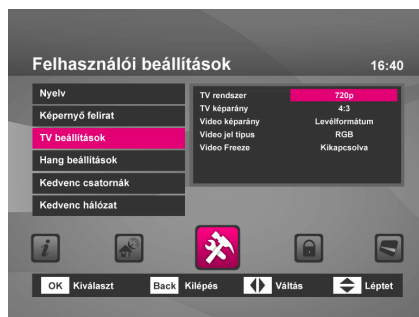 Felhasználói beállítások 16:40
Nyelv
Képernyő felirat
TV beállítások
Hang beállítások
Kedvenc csatornák
Kedvenc hálózat
TV rendszer 720p
TV képarány 4:3
Video képarány Levélformátum
Video jel típus RGB
Video Freeze Kikapcsolva
OK Kiválaszt Back Kilépés Váltás Léptet